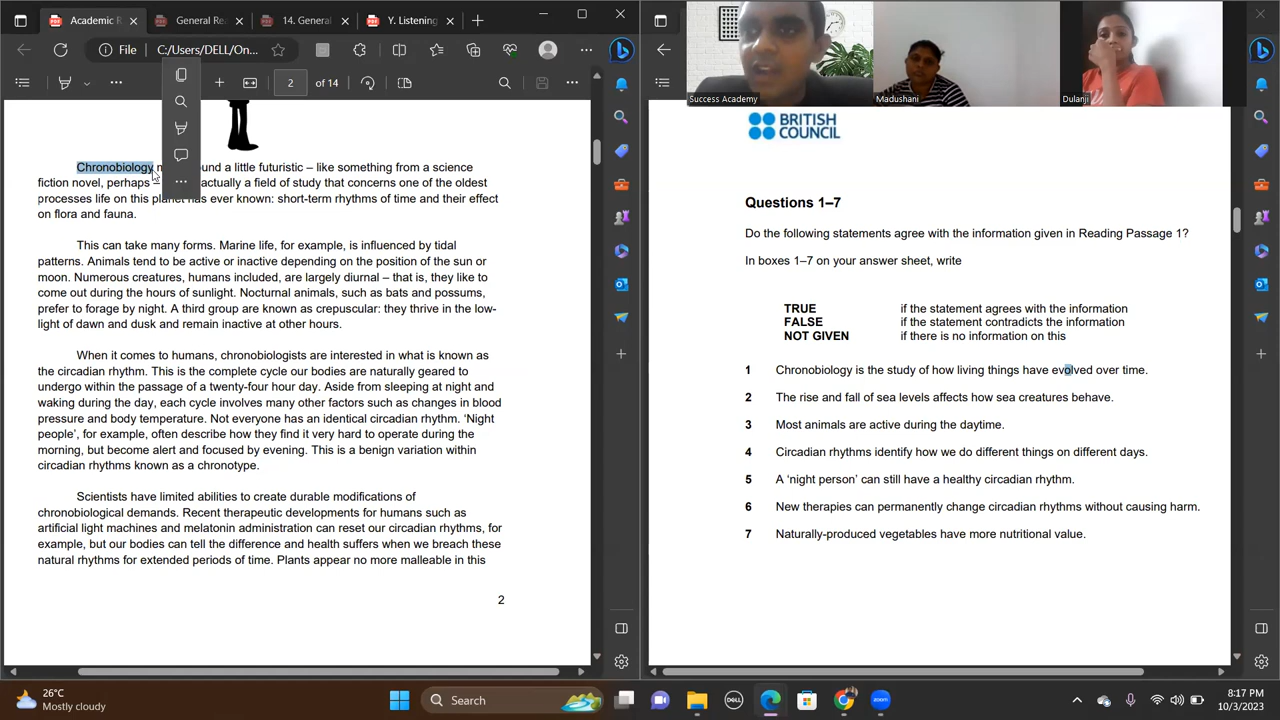 Academic R...
General Re...
14. General
Y. Listening
File
C:/Users/DELL/On...
2
of 14
Success Academy
Madushani
Dulanji
BRITISH
COUNCIL
Chronobiology m ound a little futuristic – like something from a science
fiction novel, perhaps – actually a field of study that concerns one of the oldest
processes life on this planet has ever known: short-term rhythms of time and their effect
on flora and fauna.
This can take many forms. Marine life, for example, is influenced by tidal
patterns. Animals tend to be active or inactive depending on the position of the sun or
moon. Numerous creatures, humans included, are largely diurnal – that is, they like to
come out during the hours of sunlight. Nocturnal animals, such as bats and possums,
prefer to forage by night. A third group are known as crepuscular: they thrive in the low-
light of dawn and dusk and remain inactive at other hours.
When it comes to humans, chronobiologists are interested in what is known as
the circadian rhythm. This is the complete cycle our bodies are naturally geared to
undergo within the passage of a twenty-four hour day. Aside from sleeping at night and
waking during the day, each cycle involves many other factors such as changes in blood
pressure and body temperature. Not everyone has an identical circadian rhythm. ‘Night
people’, for example, often describe how they find it very hard to operate during the
morning, but become alert and focused by evening. This is a benign variation within
circadian rhythms known as a chronotype.
Scientists have limited abilities to create durable modifications of
chronobiological demands. Recent therapeutic developments for humans such as
artificial light machines and melatonin administration can reset our circadian rhythms, for
example, but our bodies can tell the difference and health suffers when we breach these
natural rhythms for extended periods of time. Plants appear no more malleable in this
2
Questions 1–7
Do the following statements agree with the information given in Reading Passage 1?
In boxes 1–7 on your answer sheet, write
TRUE if the statement agrees with the information
FALSE if the statement contradicts the information
NOT GIVEN if there is no information on this
1 Chronobiology is the study of how living things have evolved over time.
2 The rise and fall of sea levels affects how sea creatures behave.
3 Most animals are active during the daytime.
4 Circadian rhythms identify how we do different things on different days.
5 A ‘night person’ can still have a healthy circadian rhythm.
6 New therapies can permanently change circadian rhythms without causing harm.
7 Naturally-produced vegetables have more nutritional value.
26°C
Mostly cloudy
Search
DELL
zoom
8:17 PM
10/3/2023